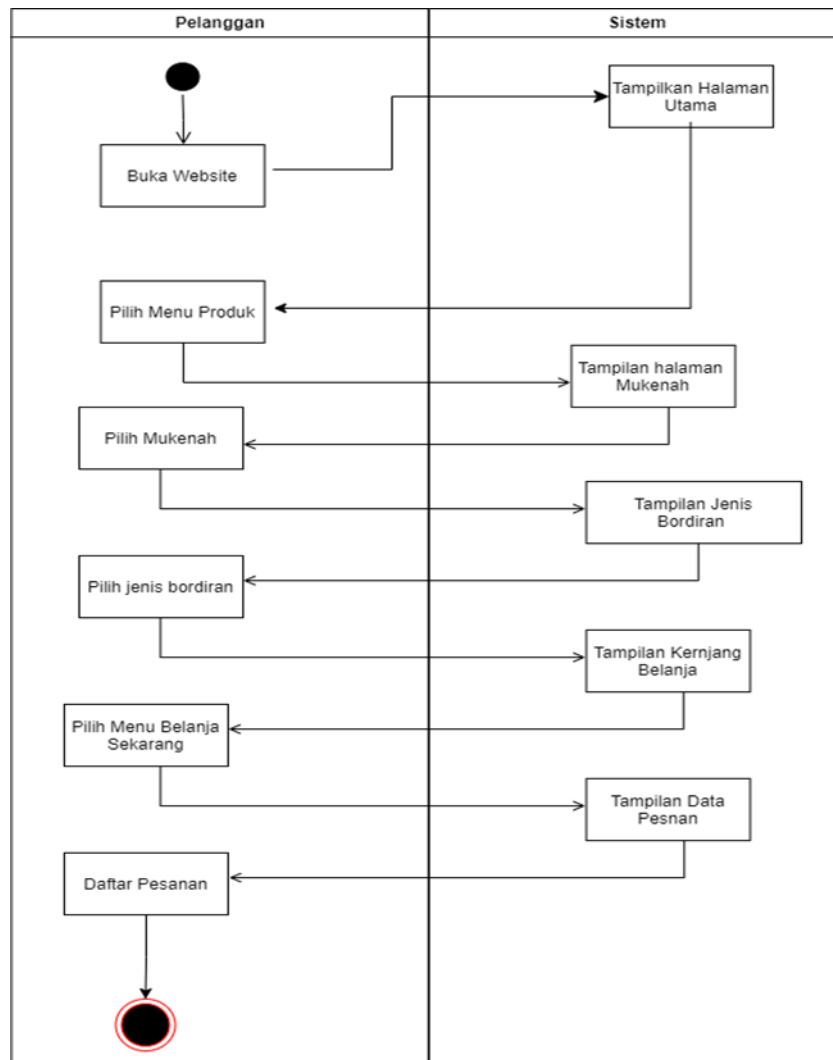 Pelanggan
Sistem
Tampilkan Halaman
Utama
Buka Website
Pilih Menu Produk
Tampilan halaman
Mukenah
Pilih Mukenah
Tampilan Jenis
Bordiran
Pilih jenis bordiran
Tampilan Kernjang
Belanja
Pilih Menu Belanja
Sekarang
Tampilan Data
Pesnan
Daftar Pesanan